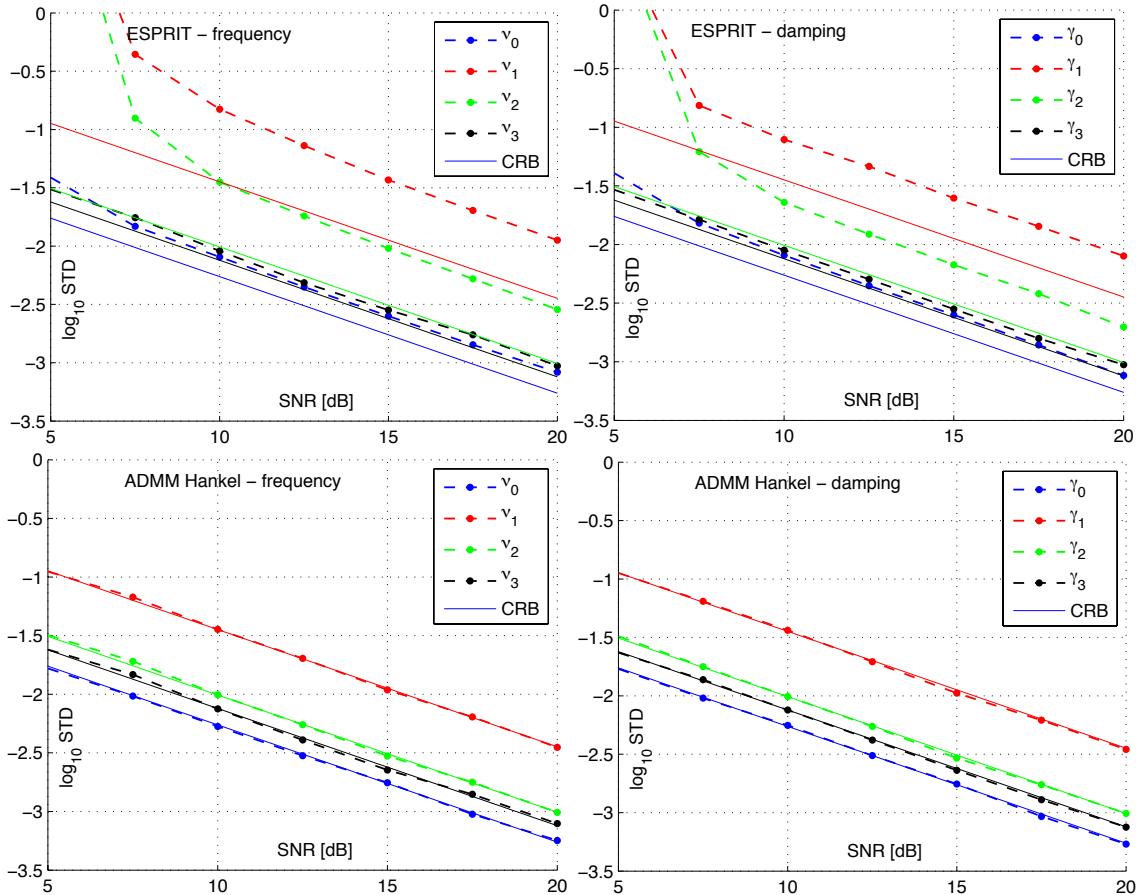 ESPRIT – frequency
ν0
ν1
ν2
ν3
CRB
0
−0.5
−1
−1.5
−2
−2.5
−3
−3.5
log10 STD
SNR [dB]
5
10
15
20
ESPRIT – damping
γ0
γ1
γ2
γ3
CRB
0
−0.5
−1
−1.5
−2
−2.5
−3
−3.5
log10 STD
SNR [dB]
5
10
15
20
ADMM Hankel – frequency
ν0
ν1
ν2
ν3
CRB
0
−0.5
−1
−1.5
−2
−2.5
−3
−3.5
log10 STD
SNR [dB]
5
10
15
20
ADMM Hankel – damping
γ0
γ1
γ2
γ3
CRB
0
−0.5
−1
−1.5
−2
−2.5
−3
−3.5
log10 STD
SNR [dB]
5
10
15
20